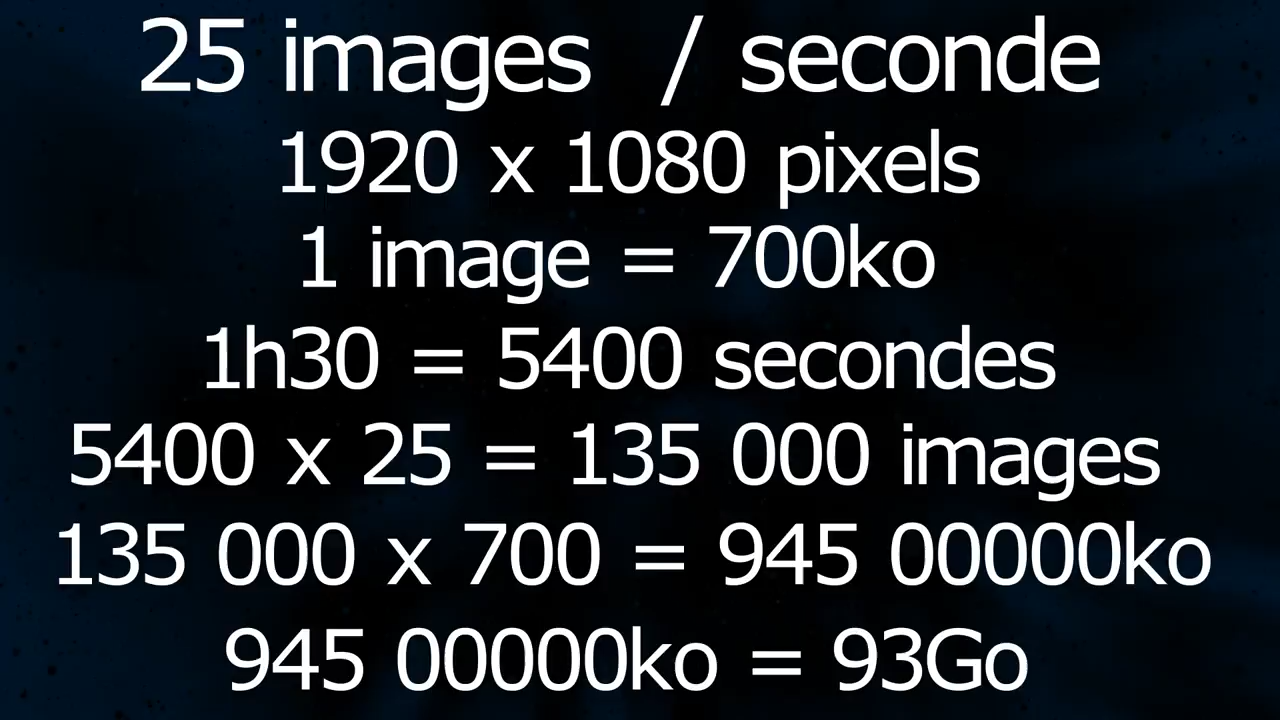 25 images / seconde
1920 x 1080 pixels
1 image = 700ko
1h30 = 5400 secondes
5400 x 25 = 135 000 images
135 000 x 700 = 945 00000ko
945 00000ko = 93Go